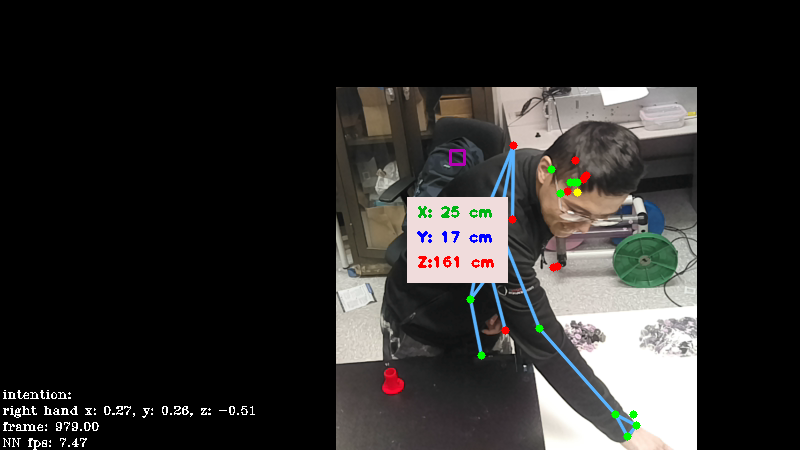 X: 25 cm
Y: 17 cm
Z:161 cm
intention:
right hand x: 0.27, y: 0.26, z: −0.51
frame: 979.00
NN fps: 7.47